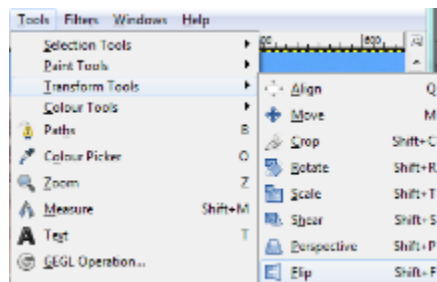 Tools Filters Windows Help
Selection Tools
Paint Tools
Transform Tools
Colour Tools
Paths B
Colour Picker O
Zoom Z
Measure Shift+M
Text T
GEGL Operation...
Align Q
Move M
Crop Shift+C
Rotate Shift+R
Scale Shift+T
Shear Shift+S
Perspective Shift+P
Flip Shift+F